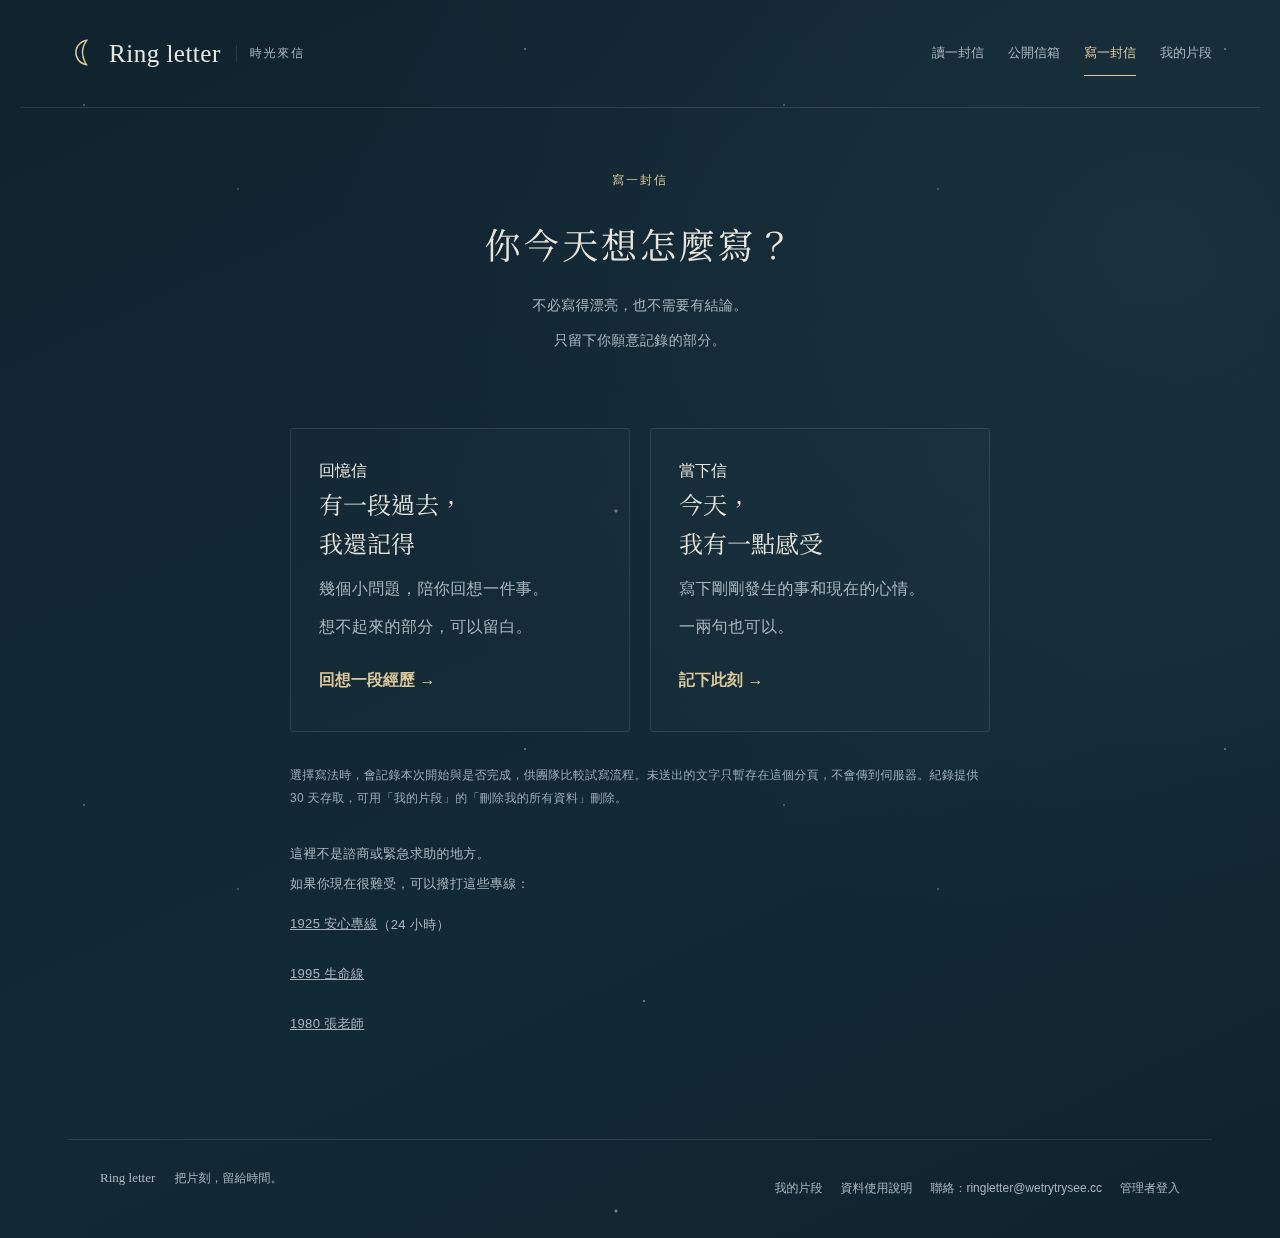 Ring letter 時光來信
讀一封信 公開信箱 寫一封信 我的片段
寫一封信
你今天想怎麼寫？
不必寫得漂亮，也不需要有結論。
只留下你願意記錄的部分。
回憶信
有一段過去，
我還記得
幾個小問題，陪你回想一件事。
想不起來的部分，可以留白。
回想一段經歷 →
當下信
今天，
我有一點感受
寫下剛剛發生的事和現在的心情。
一兩句也可以。
記下此刻 →
選擇寫法時，會記錄本次開始與是否完成，供團隊比較試寫流程。未送出的文字只暫存在這個分頁，不會傳到伺服器。紀錄提供
30 天存取，可用「我的片段」的「刪除我的所有資料」刪除。
這裡不是諮商或緊急求助的地方。
如果你現在很難受，可以撥打這些專線：
1925 安心專線（24 小時）
1995 生命線
1980 張老師
Ring letter 把片刻，留給時間。
我的片段 資料使用說明 聯絡：ringletter@wetrytrysee.cc 管理者登入